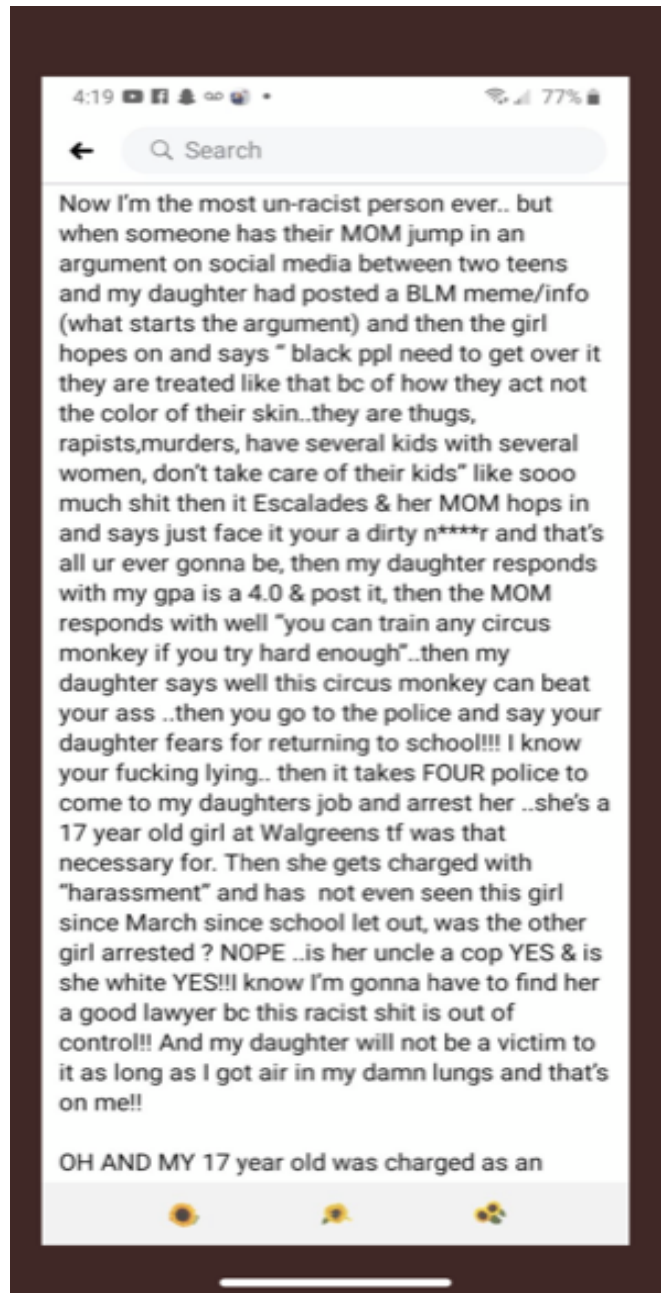 4:19 77%
Search
Now I'm the most un-racist person ever.. but
when someone has their MOM jump in an
argument on social media between two teens
and my daughter had posted a BLM meme/info
(what starts the argument) and then the girl
hopes on and says “ black ppl need to get over it
they are treated like that bc of how they act not
the color of their skin..they are thugs,
rapists,murders, have several kids with several
women, don't take care of their kids” like sooo
much shit then it Escalades & her MOM hops in
and says just face it your a dirty n****r and that's
all ur ever gonna be, then my daughter responds
with my gpa is a 4.0 & post it, then the MOM
responds with well “you can train any circus
monkey if you try hard enough”..then my
daughter says well this circus monkey can beat
your ass ..then you go to the police and say your
daughter fears for returning to school!!! I know
your fucking lying.. then it takes FOUR police to
come to my daughters job and arrest her ..she's a
17 year old girl at Walgreens tf was that
necessary for. Then she gets charged with
“harassment” and has  not even seen this girl
since March since school let out, was the other
girl arrested ? NOPE ..is her uncle a cop YES & is
she white YES!!I know I'm gonna have to find her
a good lawyer bc this racist shit is out of
control!! And my daughter will not be a victim to
it as long as I got air in my damn lungs and that's
on me!!
OH AND MY 17 year old was charged as an